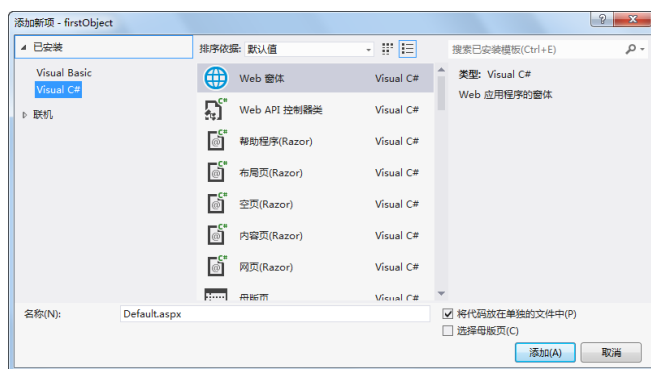 添加新项 - firstObject
已安装
Visual Basic
Visual C#
联机
排序依据: 默认值
Web 窗体 Visual C#
Web API 控制器类 Visual C#
帮助程序(Razor) Visual C#
布局页(Razor) Visual C#
空页(Razor) Visual C#
内容页(Razor) Visual C#
网页(Razor) Visual C#
母版页 Visual C#
搜索已安装模板(Ctrl+E)
类型: Visual C#
Web 应用程序的窗体
名称(N): Default.aspx
将代码放在单独的文件中(P)
选择母版页(C)
添加(A) 取消